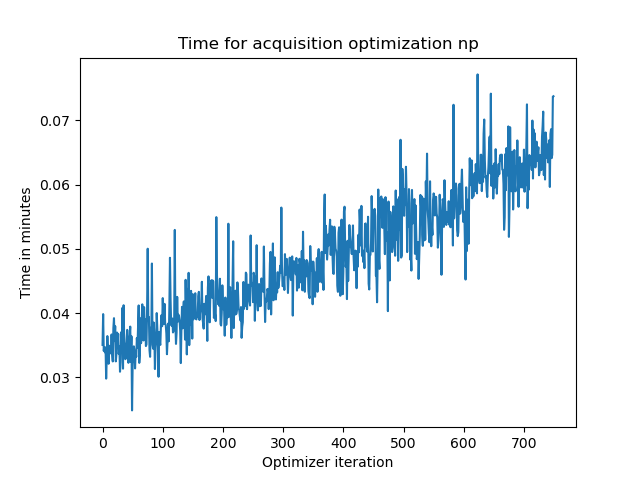 Time for acquisition optimization np
0.07
0.06
0.05
0.04
0.03
Time in minutes
0 100 200 300 400 500 600 700
Optimizer iteration